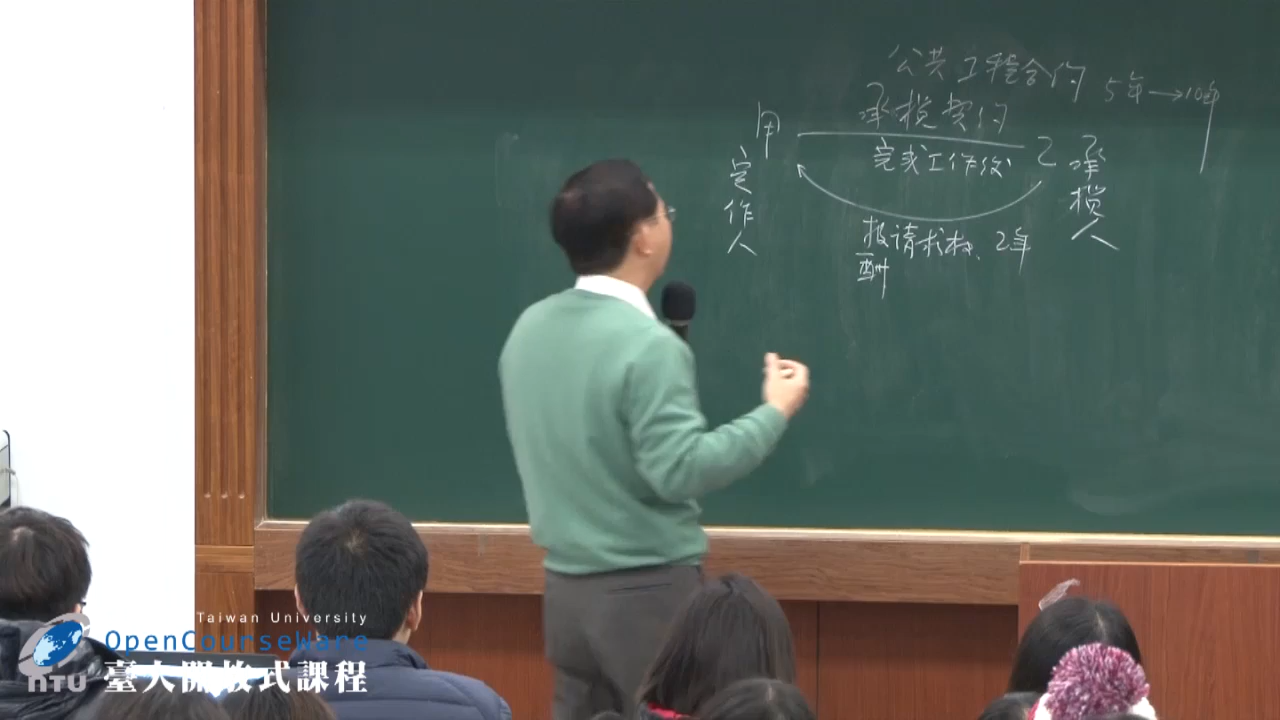 公共工程合約 5年→10年
承攬契約
甲 定作人
完成工作後
乙 承攬人
報酬請求權 2年
Taiwan University
OpenCourseWare
臺大開放式課程
NTU